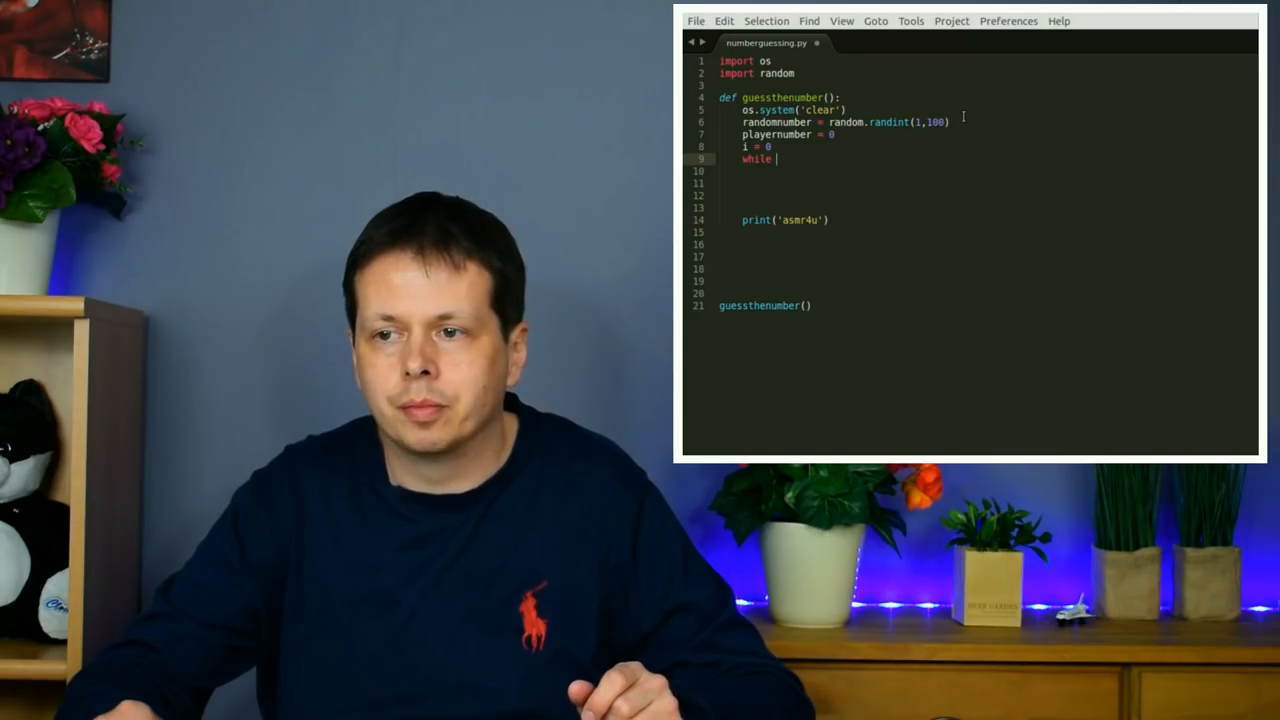 File Edit Selection Find View Goto Tools Project Preferences Help
numberguessing.py
1 import os
2 import random
3
4 def guessthenumber():
5 os.system('clear')
6 randomnumber = random.randint(1,100)
7 playernumber = 0
8 i = 0
9 while
10
11
12
13
14 print('asmr4u')
15
16
17
18
19
20
21 guessthenumber()
HERB GARDEN